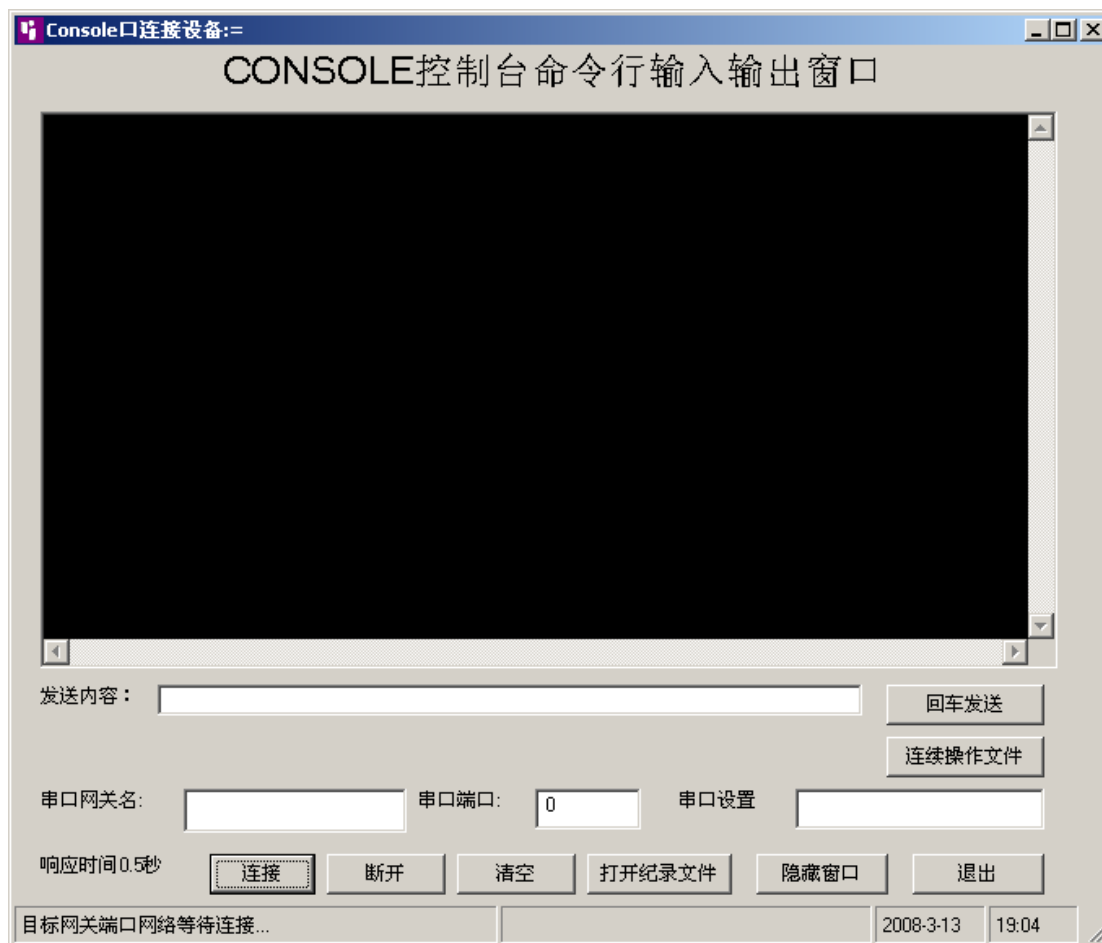 Console口连接设备:=
CONSOLE控制台命令行输入输出窗口
发送内容：
回车发送
连续操作文件
串口网关名:
串口端口: 0
串口设置
响应时间0.5秒 连接 断开 清空 打开纪录文件 隐藏窗口 退出
目标网关端口网络等待连接... 2008-3-13 19:04